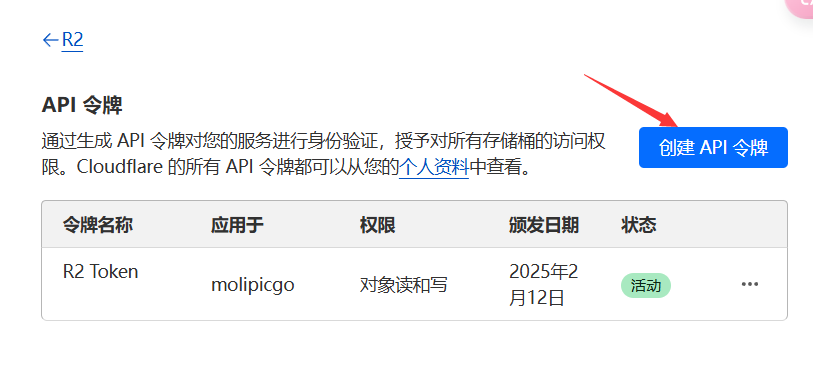 ←R2
API 令牌
通过生成 API 令牌对您的服务进行身份验证，授予对所有存储桶的访问权
限。Cloudflare 的所有 API 令牌都可以从您的个人资料中查看。
创建 API 令牌
令牌名称 应用于 权限 颁发日期 状态
R2 Token molipicgo 对象读和写 2025年2 活动 ···
月12日